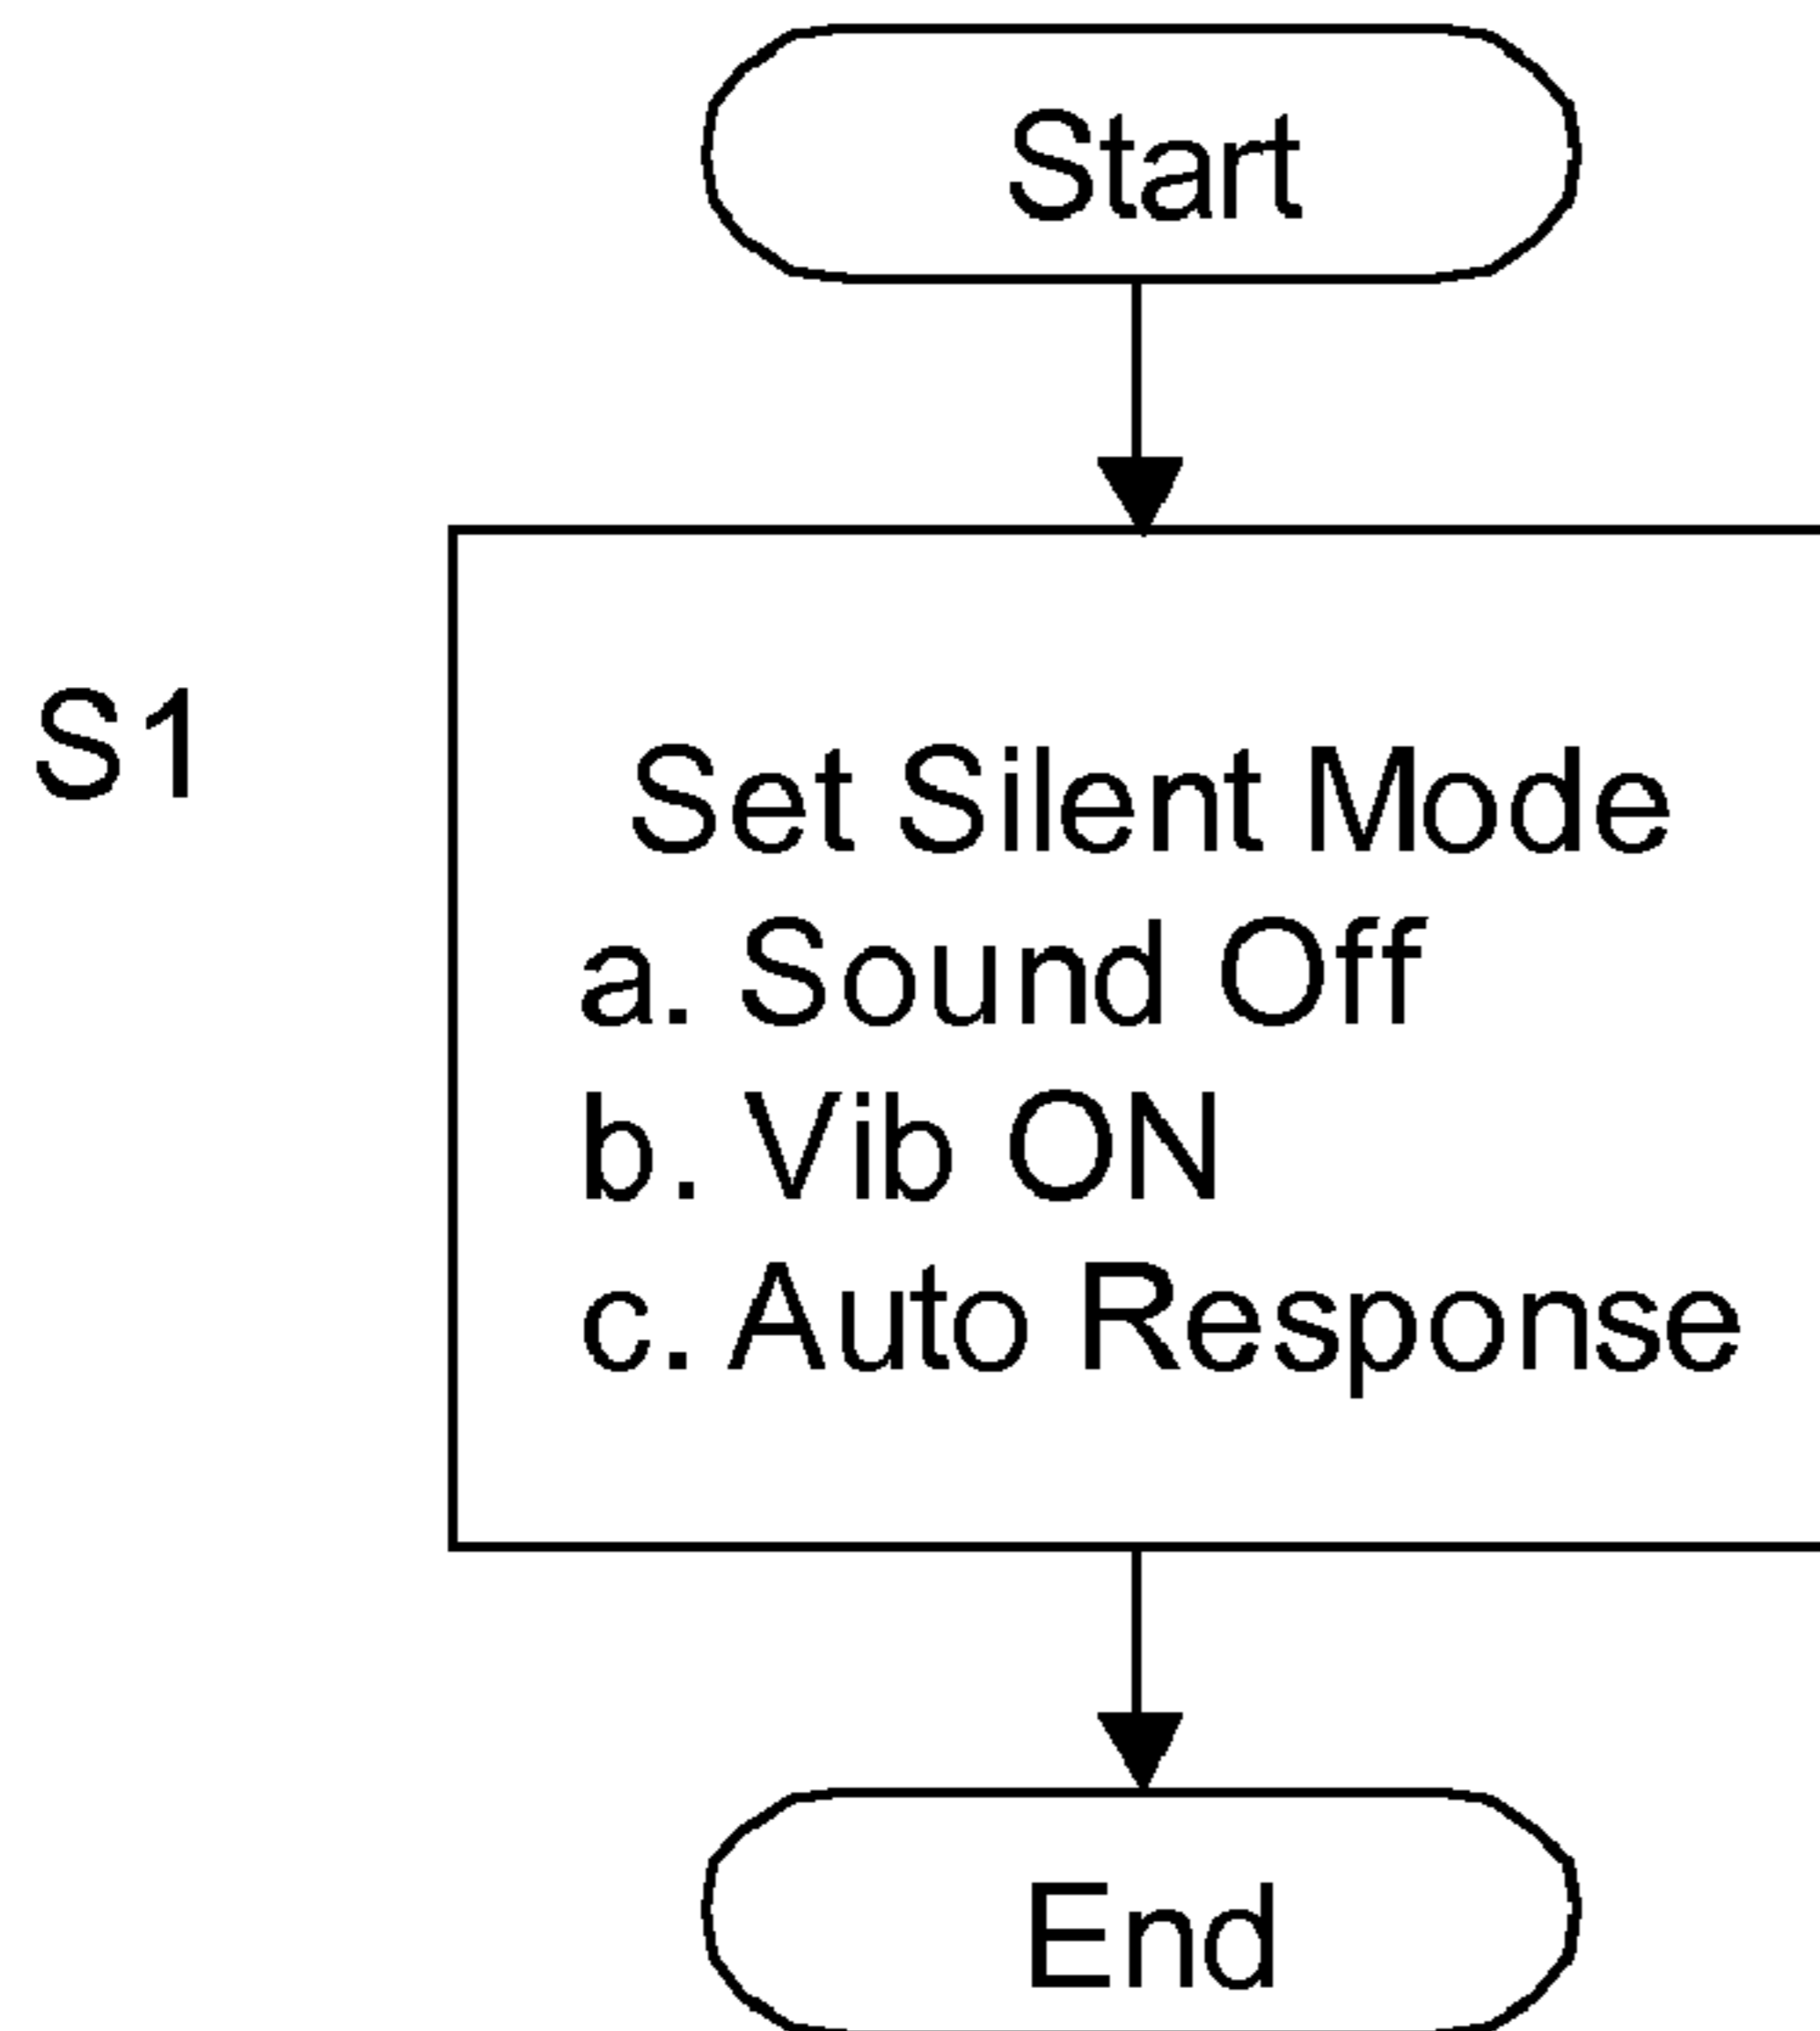 Start
S1
Set Silent Mode
a. Sound Off
b. Vib ON
c. Auto Response
End